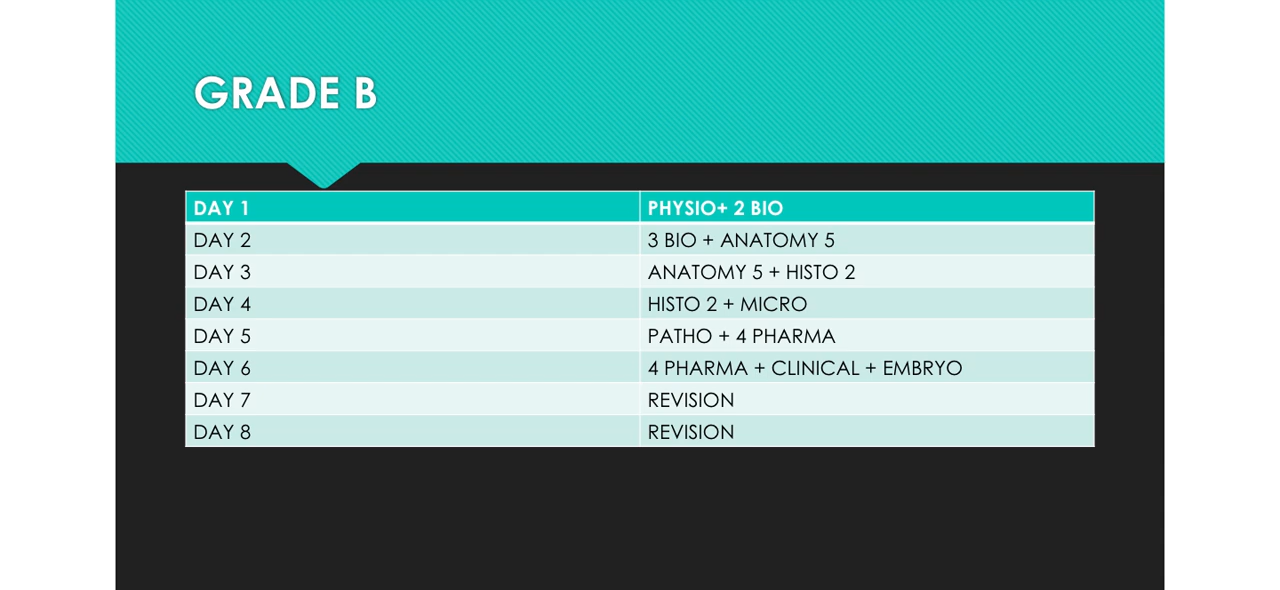 GRADE B
DAY 1 PHYSIO+ 2 BIO
DAY 2 3 BIO + ANATOMY 5
DAY 3 ANATOMY 5 + HISTO 2
DAY 4 HISTO 2 + MICRO
DAY 5 PATHO + 4 PHARMA
DAY 6 4 PHARMA + CLINICAL + EMBRYO
DAY 7 REVISION
DAY 8 REVISION